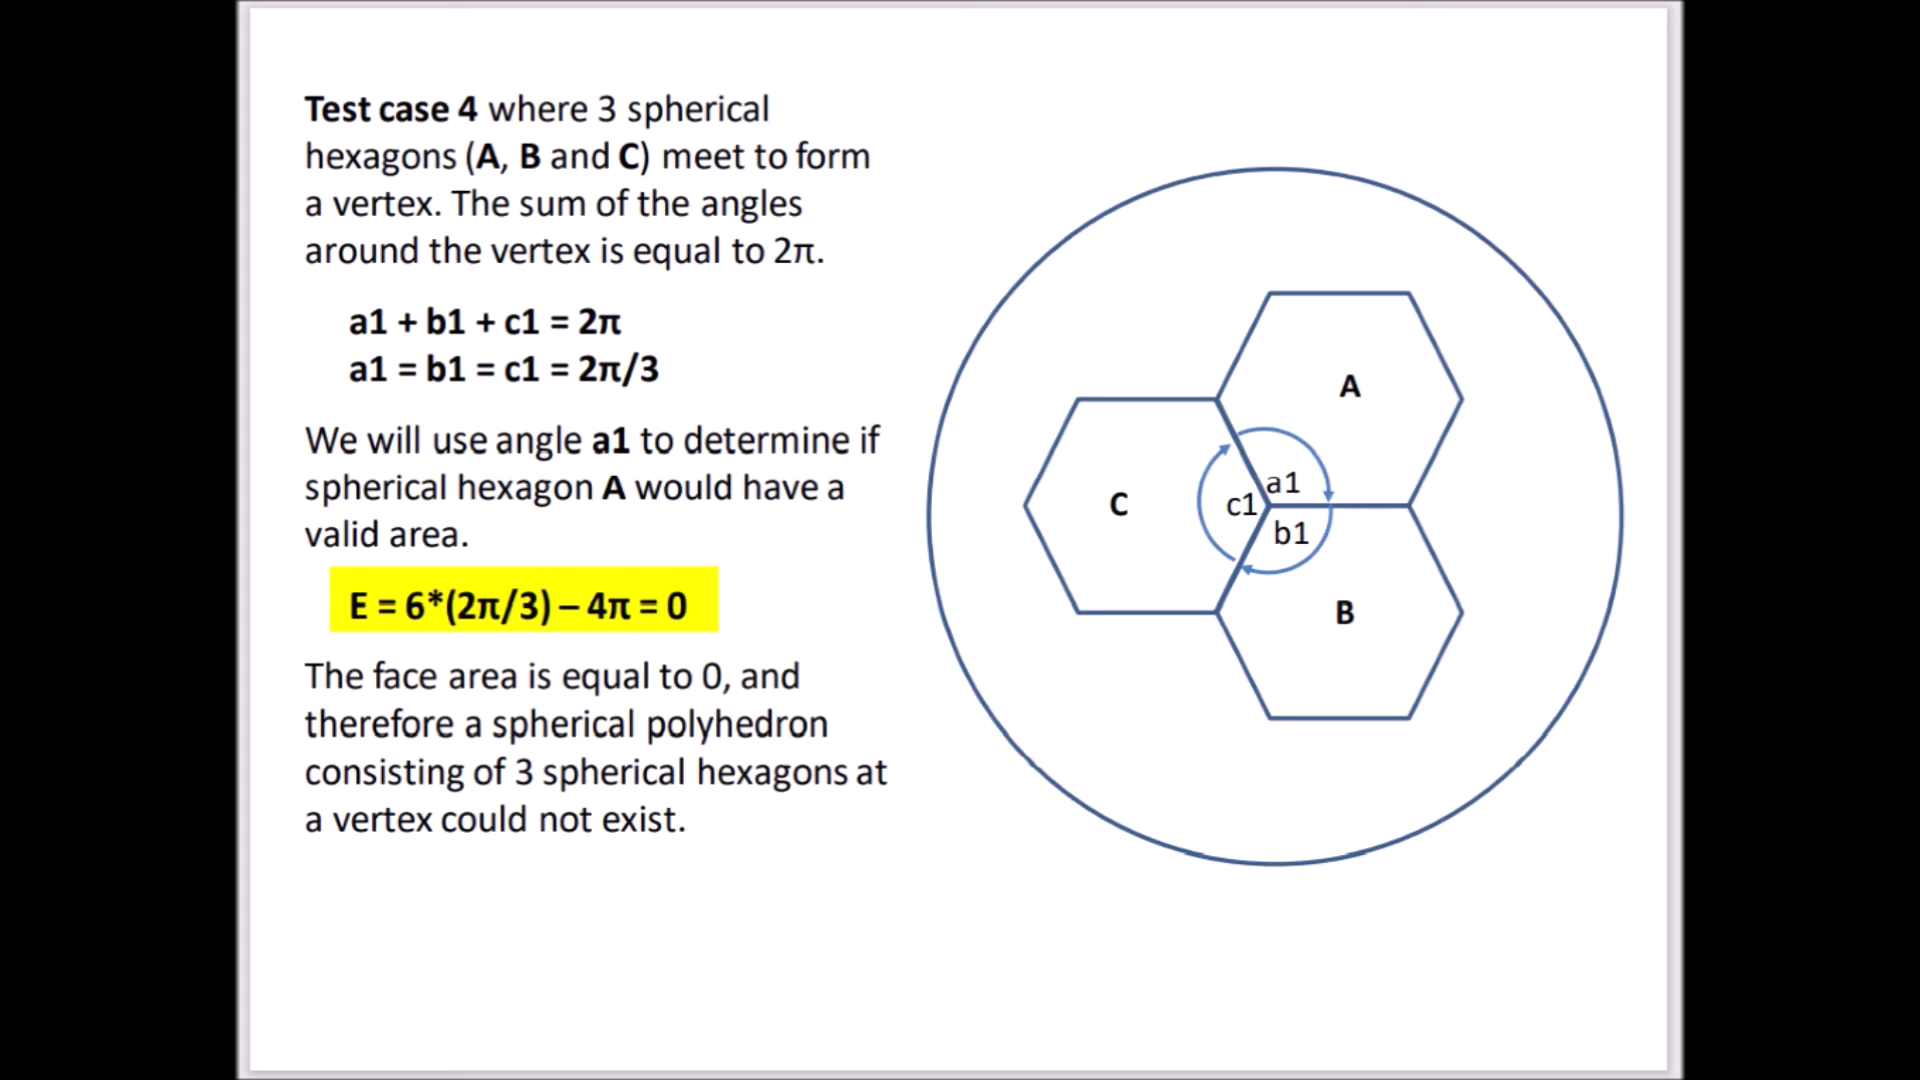 Test case 4 where 3 spherical
hexagons (A, B and C) meet to form
a vertex. The sum of the angles
around the vertex is equal to 2π.
a1 + b1 + c1 = 2π
a1 = b1 = c1 = 2π/3
We will use angle a1 to determine if
spherical hexagon A would have a
valid area.
E = 6*(2π/3) – 4π = 0
The face area is equal to 0, and
therefore a spherical polyhedron
consisting of 3 spherical hexagons at
a vertex could not exist.
A
a1
C
c1
b1
B